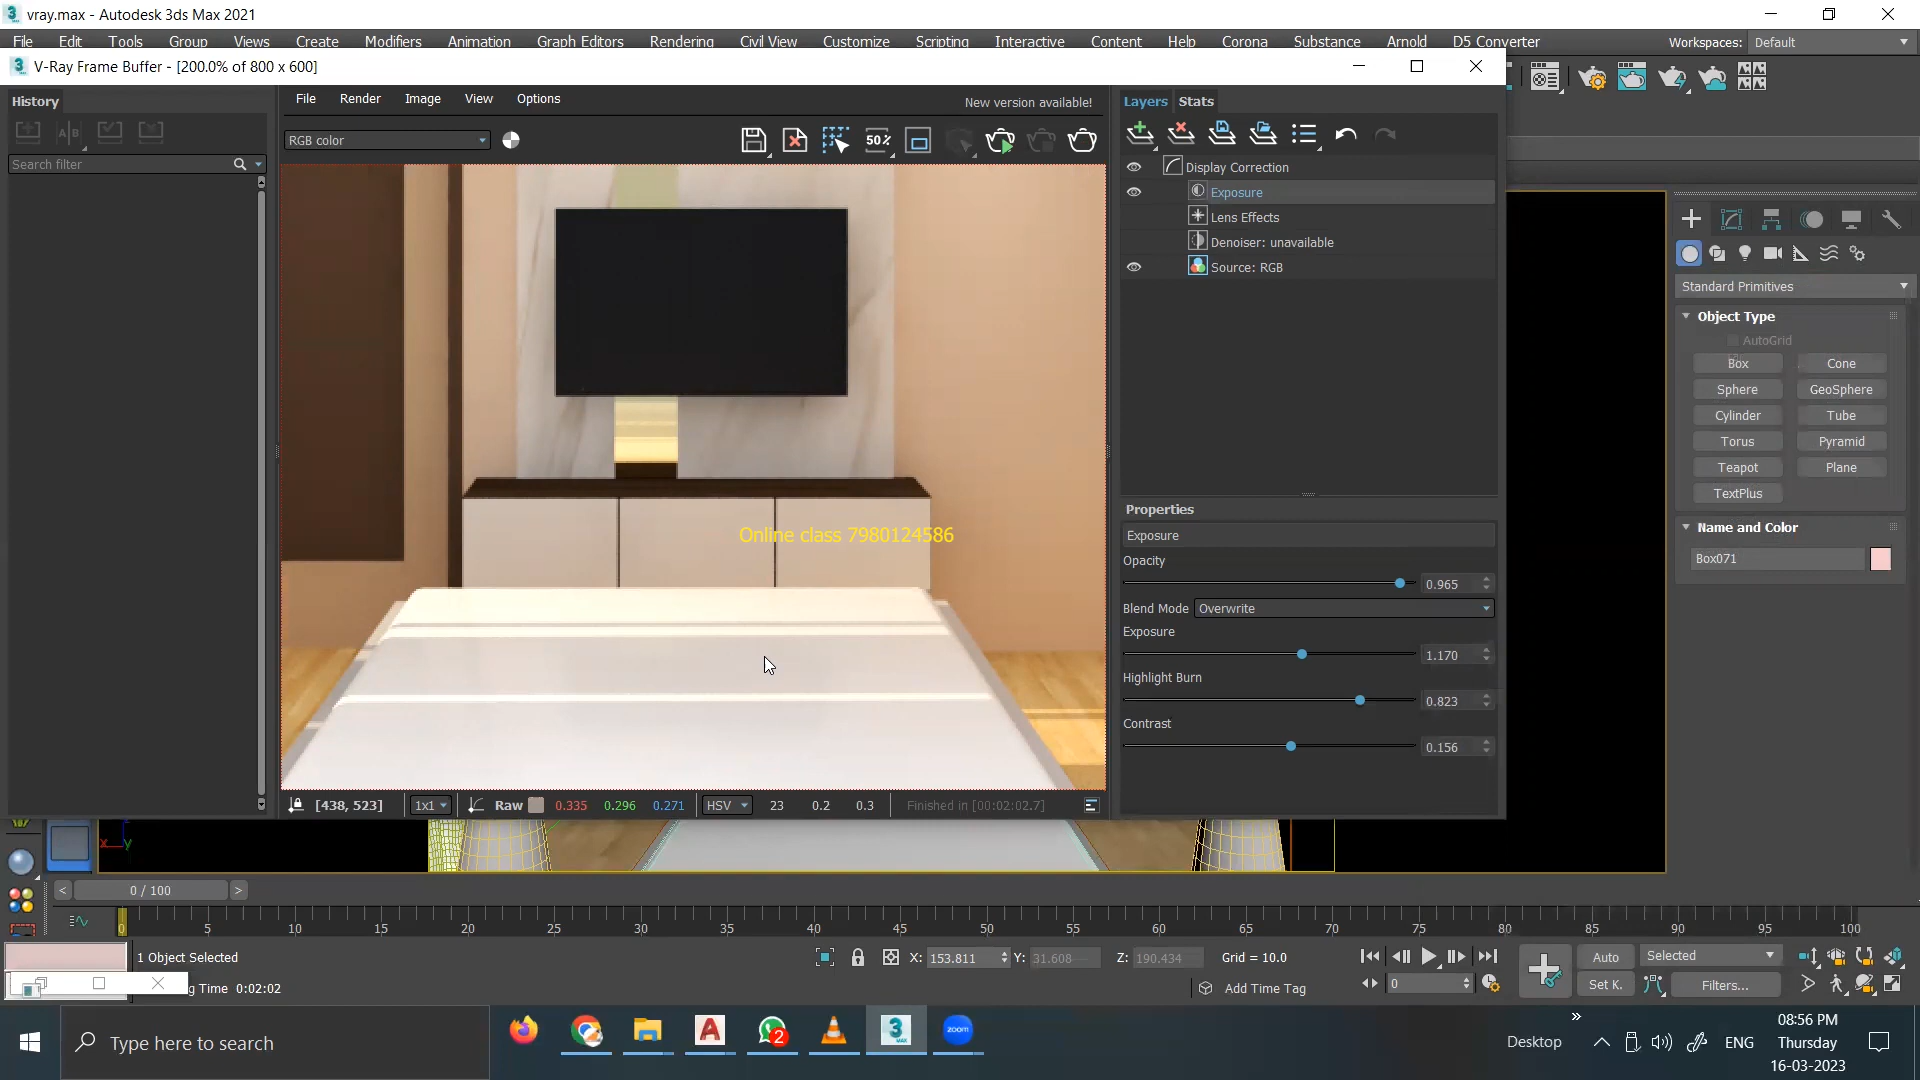 vray.max - Autodesk 3ds Max 2021
File Edit Tools Group Views Create Modifiers Animation Graph Editors Rendering Civil View Customize Scripting Interactive Content Help Corona Substance Arnold D5 Converter Workspaces: Default
V-Ray Frame Buffer - [200.0% of 800 x 600]
History
File Render Image View Options New version available!
Layers Stats
RGB color
50%
Search filter
Display Correction
Exposure
Lens Effects
Denoiser: unavailable
Source: RGB
Online class 7980124586
Properties
Exposure
Opacity
0.965
Blend Mode Overwrite
Exposure
1.170
Highlight Burn
0.823
Contrast
0.156
[438, 523] 1x1 Raw 0.335 0.296 0.271 HSV 23 0.2 0.3 Finished in [00:02:02.7]
Standard Primitives
Object Type
AutoGrid
Box Cone
Sphere GeoSphere
Cylinder Tube
Torus Pyramid
Teapot Plane
TextPlus
Name and Color
Box071
x y
< 0 / 100 >
0 5 10 15 20 25 30 35 40 45 50 55 60 65 70 75 80 85 90 95 100
1 Object Selected X: 153.811 Y: 31.608 Z: 190.434 Grid = 10.0 Auto Selected
g Time 0:02:02 Add Time Tag 0 Set K. Filters...
Type here to search
2
MAX
zoom
Desktop
ENG
08:56 PM
Thursday
16-03-2023